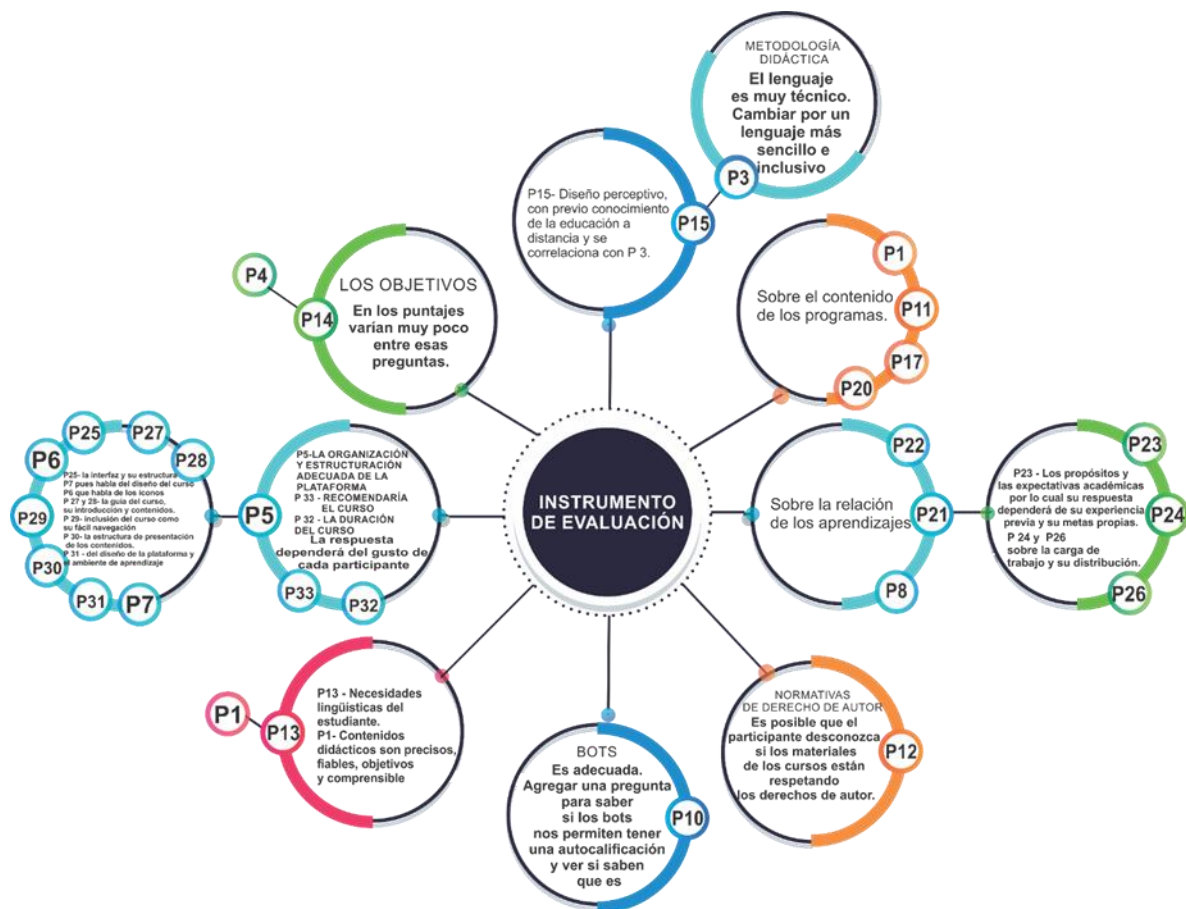 METODOLOGÍA
DIDÁCTICA
El lenguaje
es muy técnico.
Cambiar por un
lenguaje más
sencillo e
inclusivo
P3
P15- Diseño perceptivo,
con previo conocimiento
de la educación a
distancia y se
correlaciona con P 3.
P15
P4
P14
LOS OBJETIVOS
En los puntajes
varían muy poco
entre esas
preguntas.
Sobre el contenido
de los programas.
P1
P11
P17
P20
P25
P27
P6
P28
P29
P30
P31
P7
P25- la interfaz y su estructura
P7 pues habla del diseño del curso
P6 que habla de los iconos
P 27 y 28- la guía del curso,
su introducción y contenidos.
P 29- inclusión del curso como
su fácil navegación
P 30- la estructura de presentación
de los contenidos.
P 31 - del diseño de la plataforma y
el ambiente de aprendizaje
P5
P5-LA ORGANIZACIÓN
Y ESTRUCTURACIÓN
ADECUADA DE LA
PLATAFORMA
P 33 - RECOMENDARÍA
EL CURSO
P 32 - LA DURACIÓN
DEL CURSO
La respuesta
dependerá del gusto de
cada participante
P33
P32
INSTRUMENTO
DE EVALUACIÓN
Sobre la relación
de los aprendizajes
P22
P21
P8
P23 - Los propósitos y
las expectativas académicas
por lo cual su respuesta
dependerá de su experiencia
previa y su metas propias.
P 24 y P26
sobre la carga de
trabajo y su distribución.
P23
P24
P26
P1
P13
P13 - Necesidades
lingüísticas del
estudiante.
P1- Contenidos
didácticos son precisos,
fiables, objetivos
y comprensible
BOTS
Es adecuada.
Agregar una pregunta
para saber
si los bots
nos permiten tener
una autocalificación
y ver si saben
que es
P10
NORMATIVAS
DE DERECHO DE AUTOR
Es posible que el
participante desconozca
si los materiales
de los cursos están
respetando
los derechos de autor.
P12